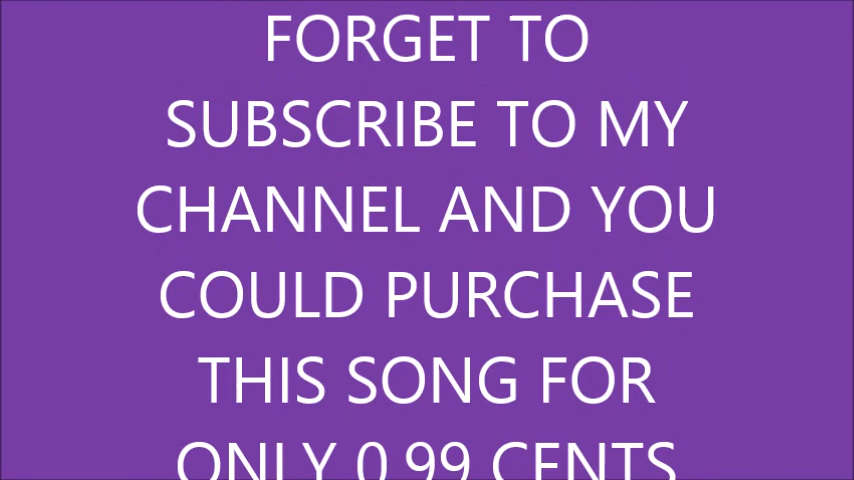 FORGET TO
SUBSCRIBE TO MY
CHANNEL AND YOU
COULD PURCHASE
THIS SONG FOR
ONLY 0.99 CENTS